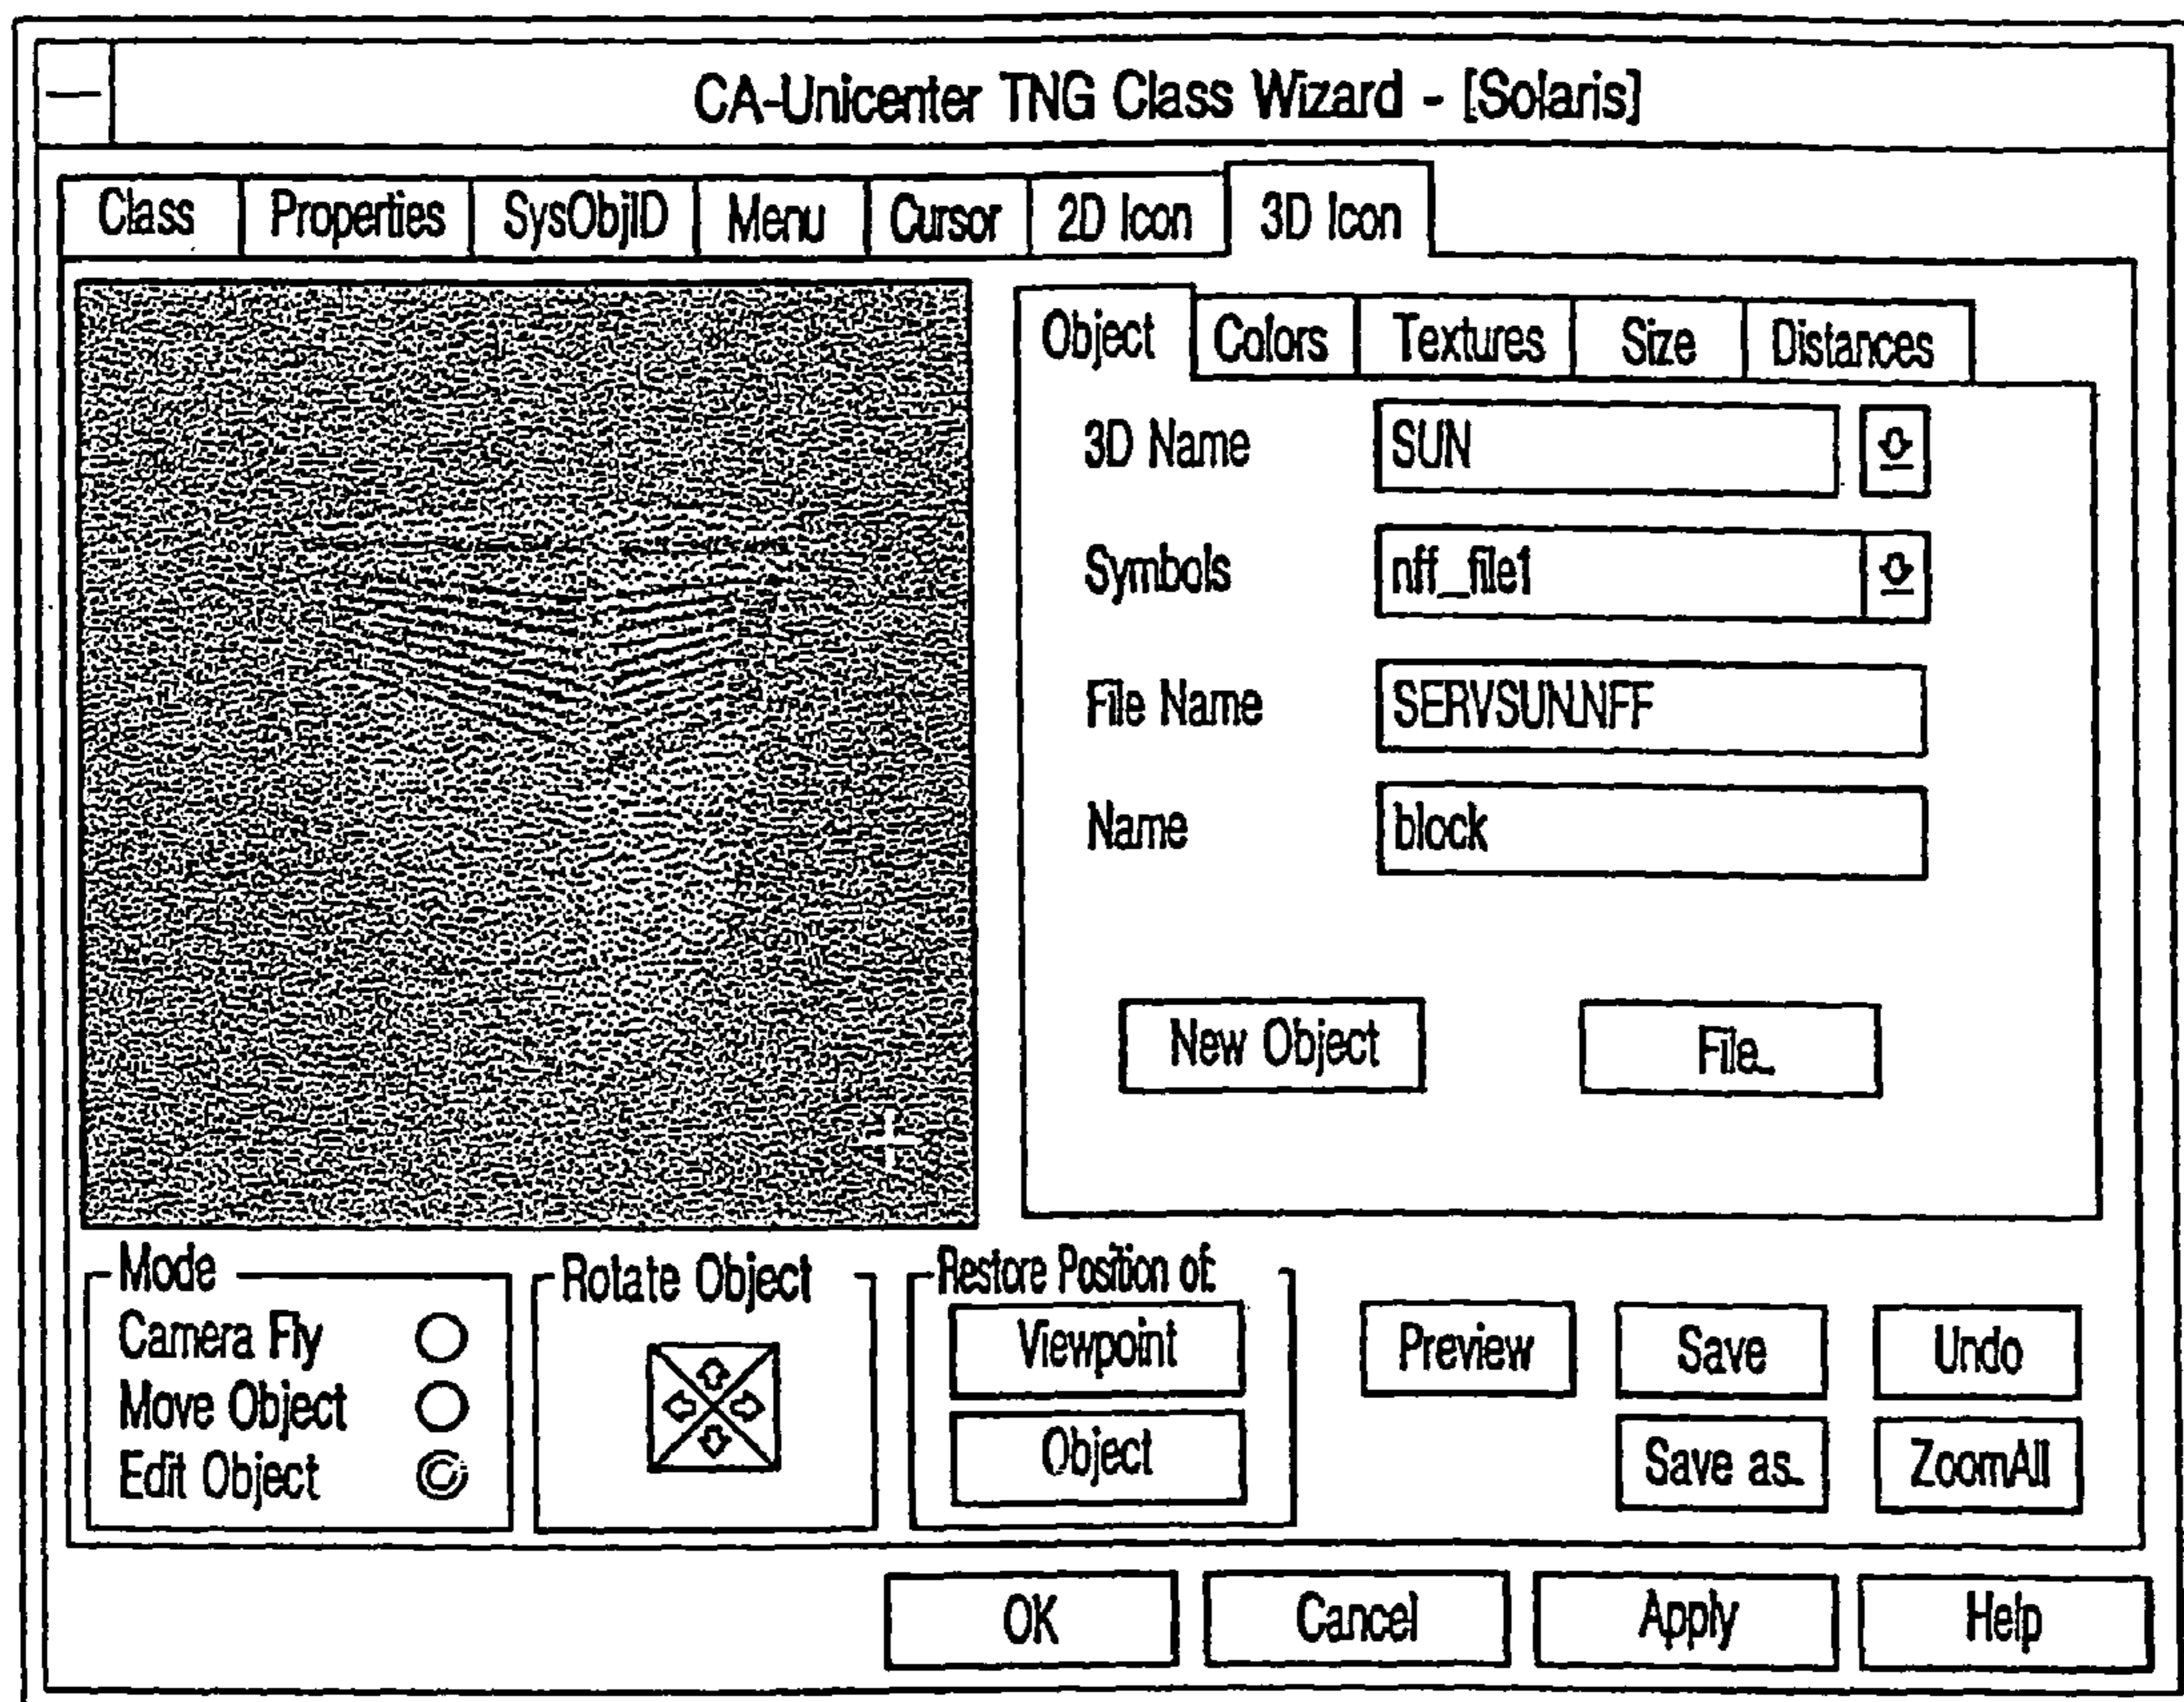 CA-Unicenter TNG Class Wizard - [Solaris]
Class Properties SysObjID Menu Cursor 2D Icon 3D Icon
Object Colors Textures Size Distances
3D Name SUN
Symbols nff_file1
File Name SERVSUN.NFF
Name block
New Object File..
Mode
Camera Fly
Move Object
Edit Object
Rotate Object
Restore Position of:
Viewpoint
Object
Preview Save Undo
Save as.. ZoomAll
OK Cancel Apply Help